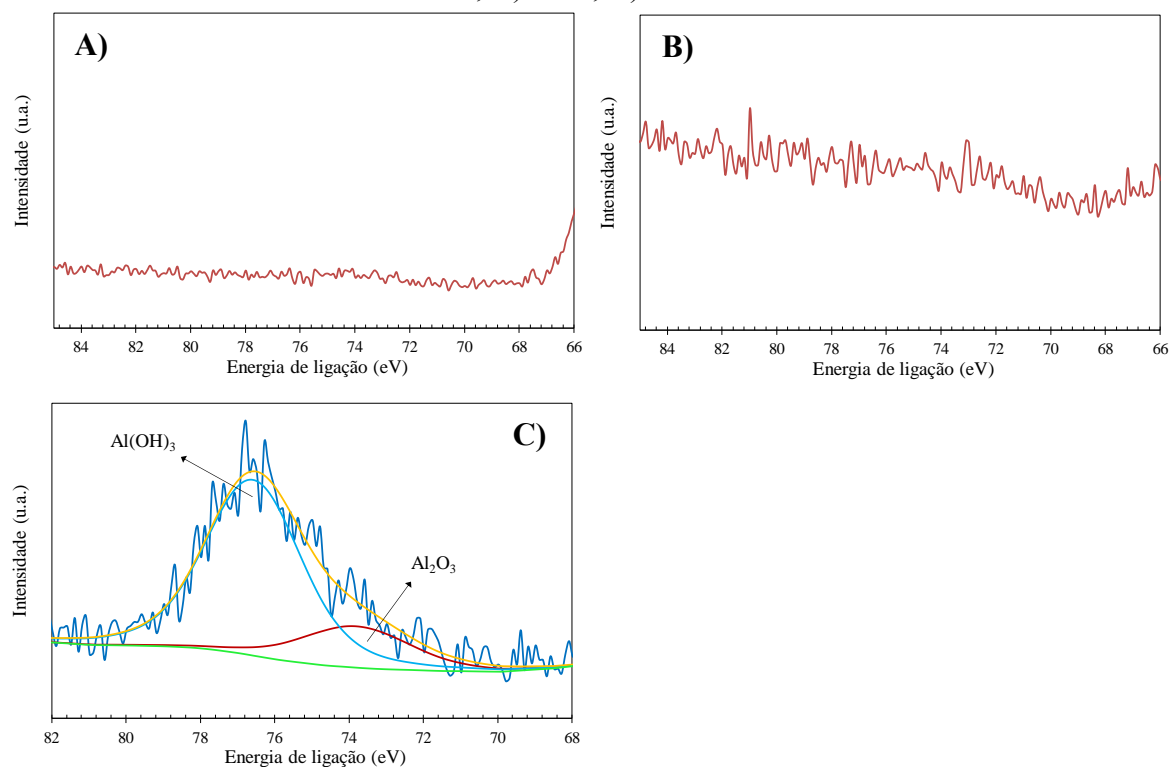 A)
Intensidade (u.a.)
84 82 80 78 76 74 72 70 68 66
Energia de ligação (eV)
B)
Intensidade (u.a.)
84 82 80 78 76 74 72 70 68 66
Energia de ligação (eV)
C)
Al(OH)₃
Al₂O₃
Intensidade (u.a.)
82 80 78 76 74 72 70 68
Energia de ligação (eV)